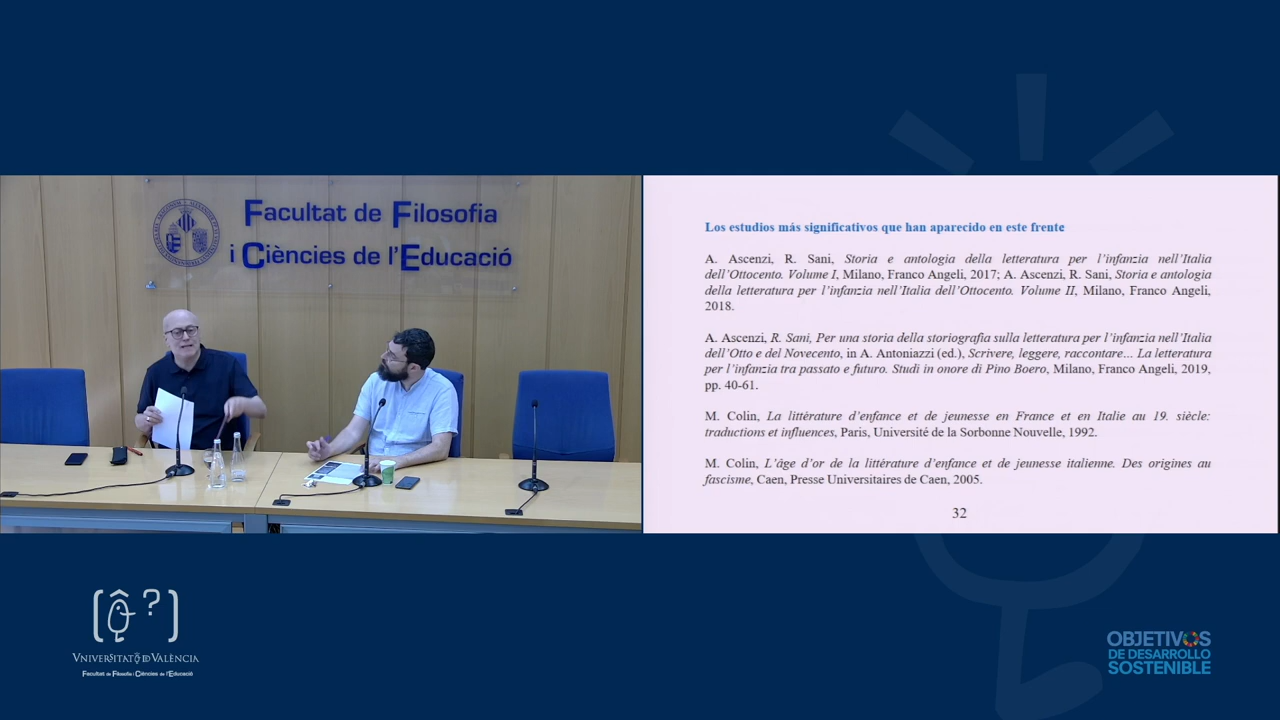 Facultat de Filosofia
i Ciències de l'Educació
Los estudios más significativos que han aparecido en este frente
A. Ascenzi, R. Sani, Storia e antologia della letteratura per l'infanzia nell'Italia
dell'Ottocento. Volume I, Milano, Franco Angeli, 2017; A. Ascenzi, R. Sani, Storia e antologia
della letteratura per l'infanzia nell'Italia dell'Ottocento. Volume II, Milano, Franco Angeli,
2018.
A. Ascenzi, R. Sani, Per una storia della storiografia sulla letteratura per l'infanzia nell'Italia
dell'Otto e del Novecento, in A. Antoniazzi (ed.), Scrivere, leggere, raccontare… La letteratura
per l'infanzia tra passato e futuro. Studi in onore di Pino Boero, Milano, Franco Angeli, 2019,
pp. 40-61.
M. Colin, La littérature d'enfance et de jeunesse en France et en Italie au 19. siècle:
traductions et influences, Paris, Université de la Sorbonne Nouvelle, 1992.
M. Colin, L'âge d'or de la littérature d'enfance et de jeunesse italienne. Des origines au
fascisme, Caen, Presse Universitaires de Caen, 2005.
32
VNIVERSITAT ID VALÈNCIA
Facultat de Filosofia i Ciències de l'Educació
OBJETIVOS
DE DESARROLLO
SOSTENIBLE